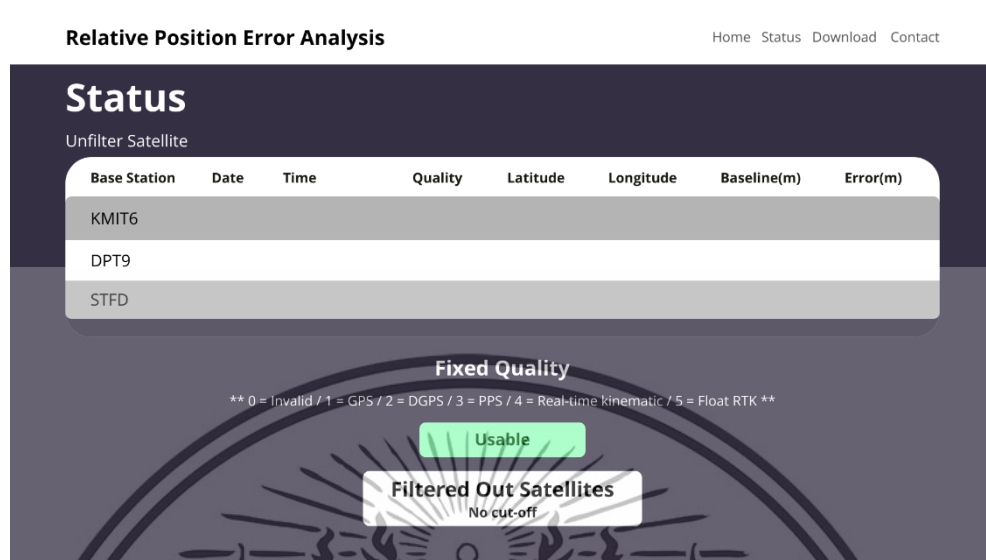 Relative Position Error Analysis
Home Status Download Contact
Status
Unfilter Satellite
Base Station Date Time Quality Latitude Longitude Baseline(m) Error(m)
KMIT6
DPT9
STFD
Fixed Quality
** 0 = Invalid / 1 = GPS / 2 = DGPS / 3 = PPS / 4 = Real-time kinematic / 5 = Float RTK **
Usable
Filtered Out Satellites
No cut-off